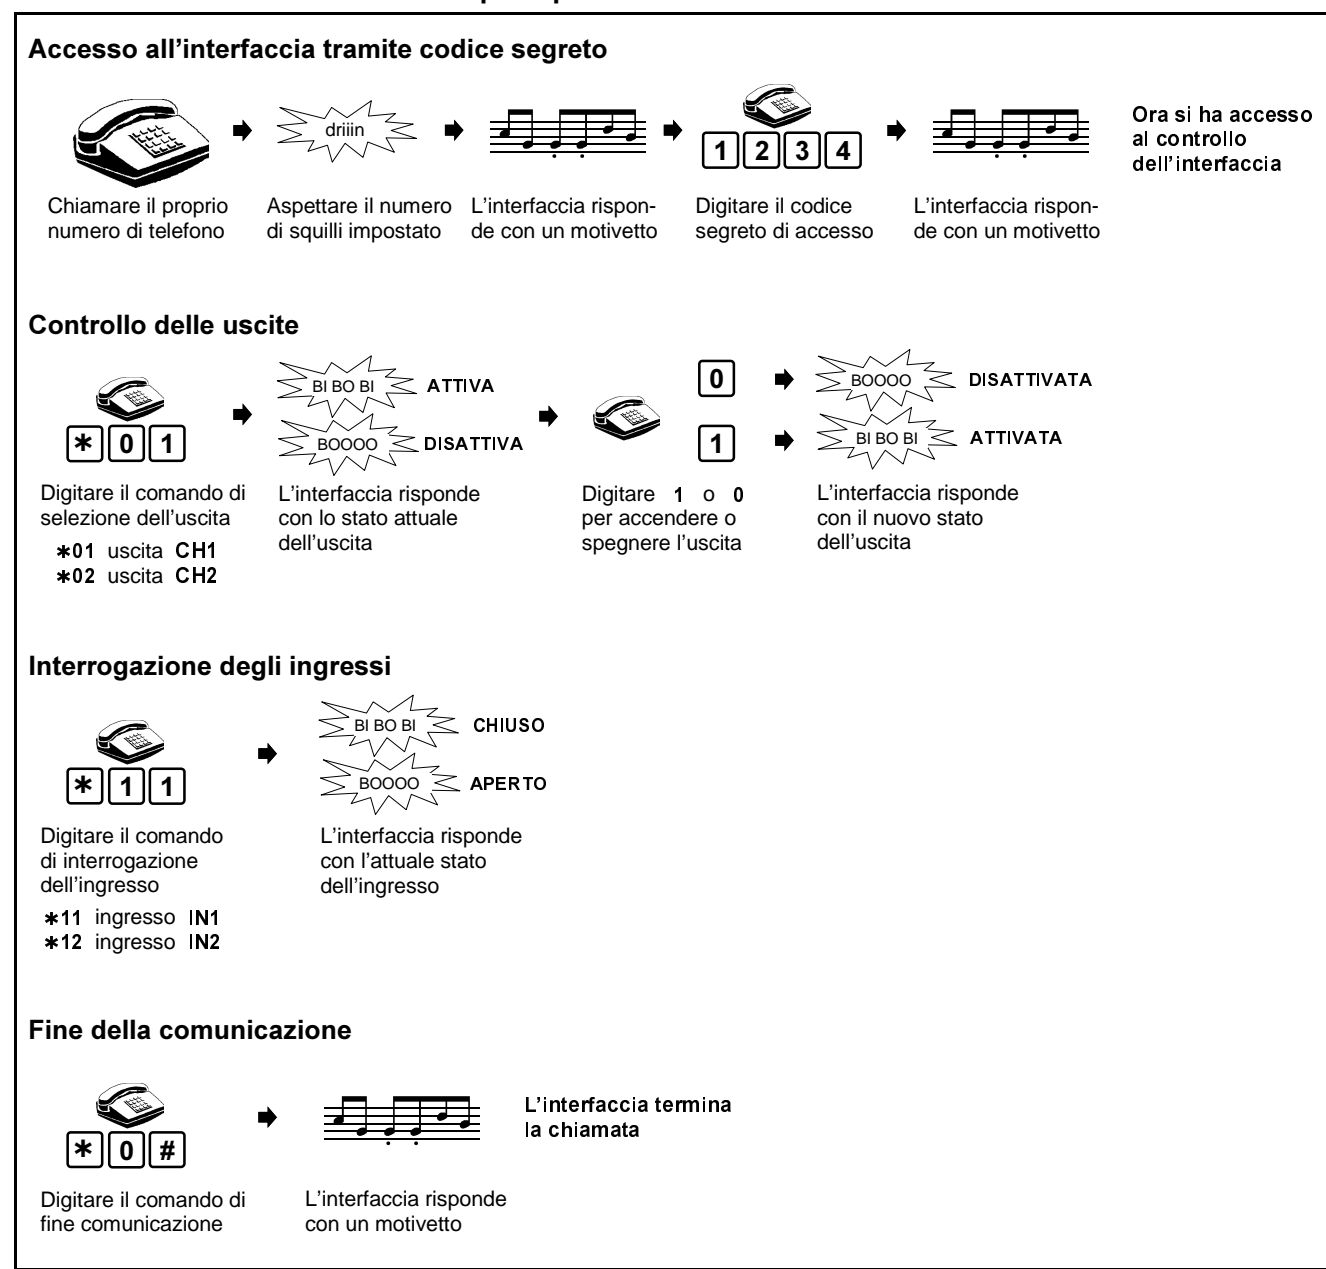 Accesso all'interfaccia tramite codice segreto
driiin
1 2 3 4
Ora si ha accesso
al controllo
dell'interfaccia
Chiamare il proprio
numero di telefono
Aspettare il numero
di squilli impostato
L'interfaccia rispon-
de con un motivetto
Digitare il codice
segreto di accesso
L'interfaccia rispon-
de con un motivetto
Controllo delle uscite
* 0 1
BI BO BI ATTIVA
BOOOO DISATTIVA
0 BOOOO DISATTIVATA
1 BI BO BI ATTIVATA
Digitare il comando di
selezione dell'uscita
*01 uscita CH1
*02 uscita CH2
L'interfaccia risponde
con lo stato attuale
dell'uscita
Digitare 1 o 0
per accendere o
spegnere l'uscita
L'interfaccia risponde
con il nuovo stato
dell'uscita
Interrogazione degli ingressi
* 1 1
BI BO BI CHIUSO
BOOOO APERTO
Digitare il comando
di interrogazione
dell'ingresso
*11 ingresso IN1
*12 ingresso IN2
L'interfaccia risponde
con l'attuale stato
dell'ingresso
Fine della comunicazione
* 0 #
L'interfaccia termina
la chiamata
Digitare il comando di
fine comunicazione
L'interfaccia risponde
con un motivetto